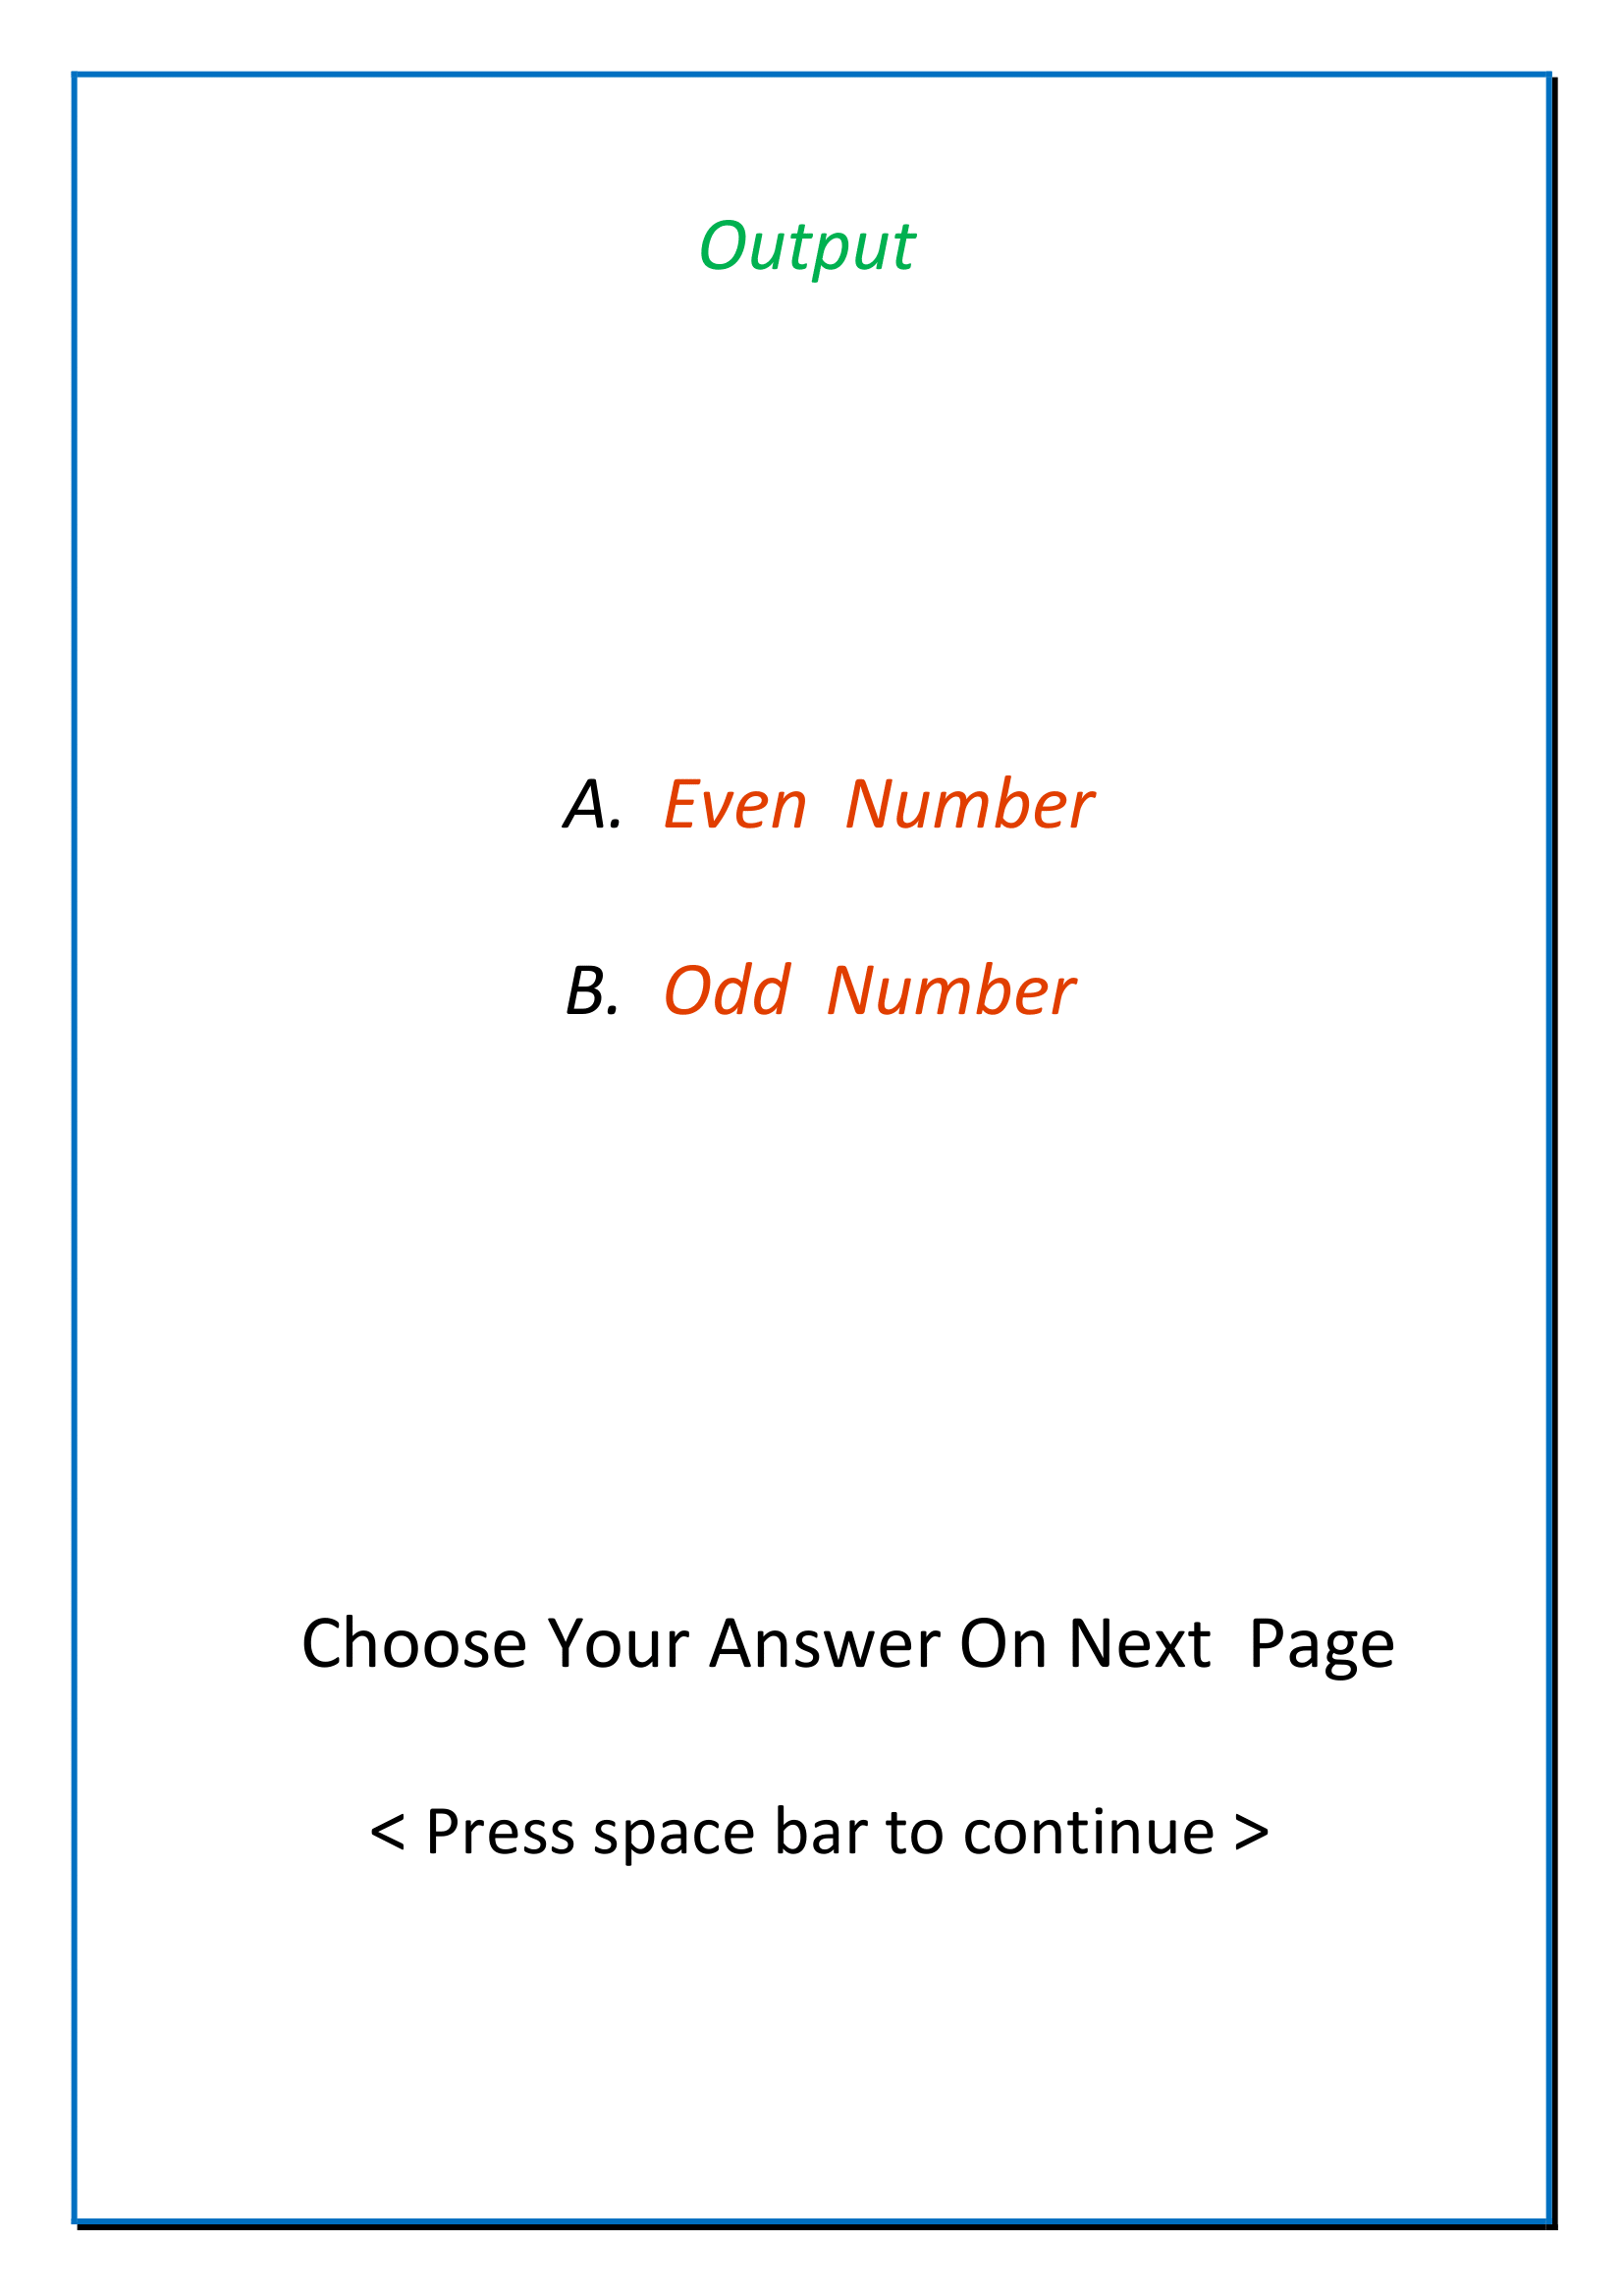 Output
A. Even Number
B. Odd Number
Choose Your Answer On Next Page
< Press space bar to continue >